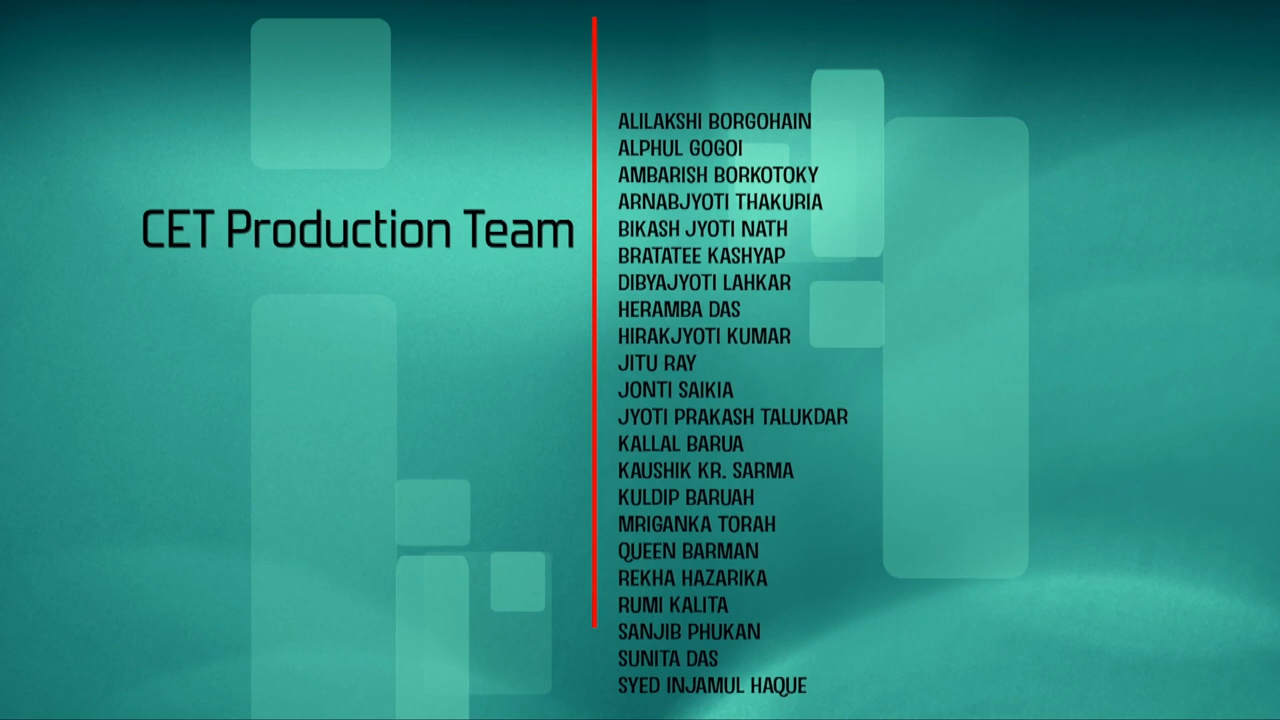 CET Production Team
ALILAKSHI BORGOHAIN
ALPHUL GOGOI
AMBARISH BORKOTOKY
ARNABJYOTI THAKURIA
BIKASH JYOTI NATH
BRATATEE KASHYAP
DIBYAJYOTI LAHKAR
HERAMBA DAS
HIRAKJYOTI KUMAR
JITU RAY
JONTI SAIKIA
JYOTI PRAKASH TALUKDAR
KALLAL BARUA
KAUSHIK KR. SARMA
KULDIP BARUAH
MRIGANKA TORAH
QUEEN BARMAN
REKHA HAZARIKA
RUMI KALITA
SANJIB PHUKAN
SUNITA DAS
SYED INJAMUL HAQUE